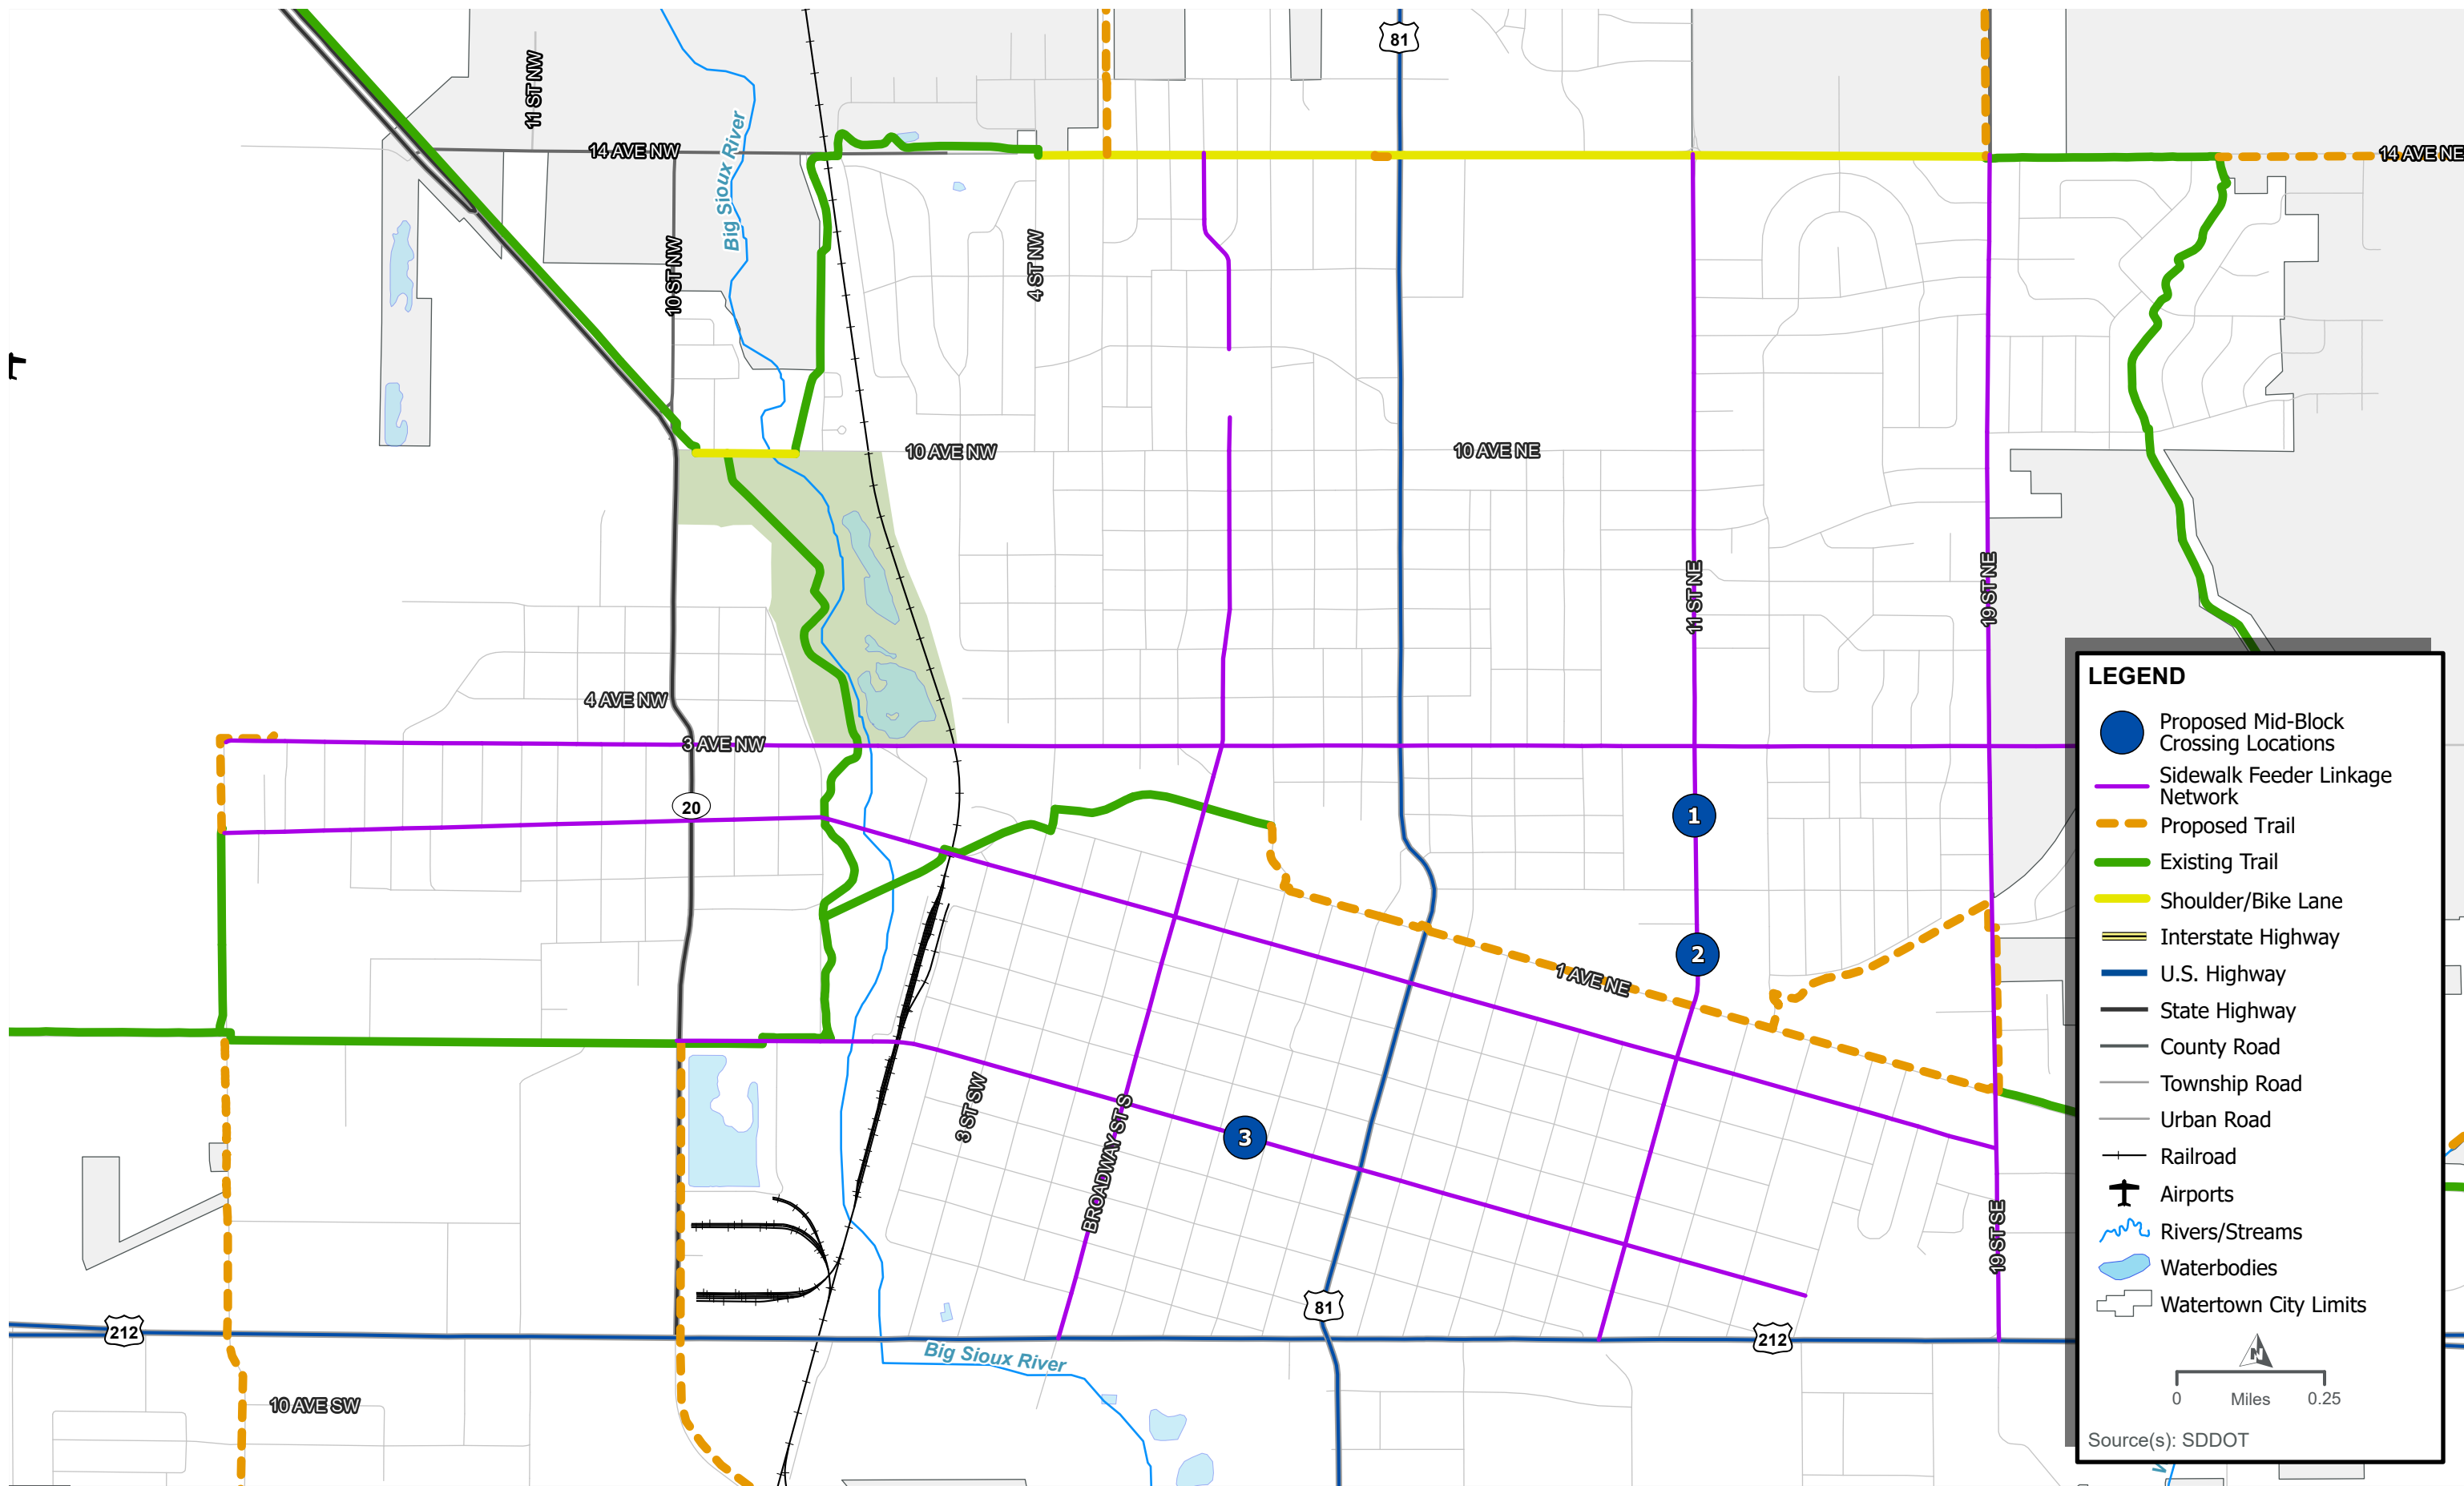 81
11 ST NW
14 AVE NW
14 AVE NE
Big Sioux River
10 ST NW
4 ST NW
10 AVE NW
10 AVE NE
11 ST NE
19 ST NE
4 AVE NW
3 AVE NW
20
1
2
1 AVE NE
3 ST SW
BROADWAY ST S
3
19 ST SE
81
212
212
Big Sioux River
10 AVE SW
LEGEND
Proposed Mid-Block
Crossing Locations
Sidewalk Feeder Linkage
Network
Proposed Trail
Existing Trail
Shoulder/Bike Lane
Interstate Highway
U.S. Highway
State Highway
County Road
Township Road
Urban Road
Railroad
Airports
Rivers/Streams
Waterbodies
Watertown City Limits
N
0 Miles 0.25
Source(s): SDDOT